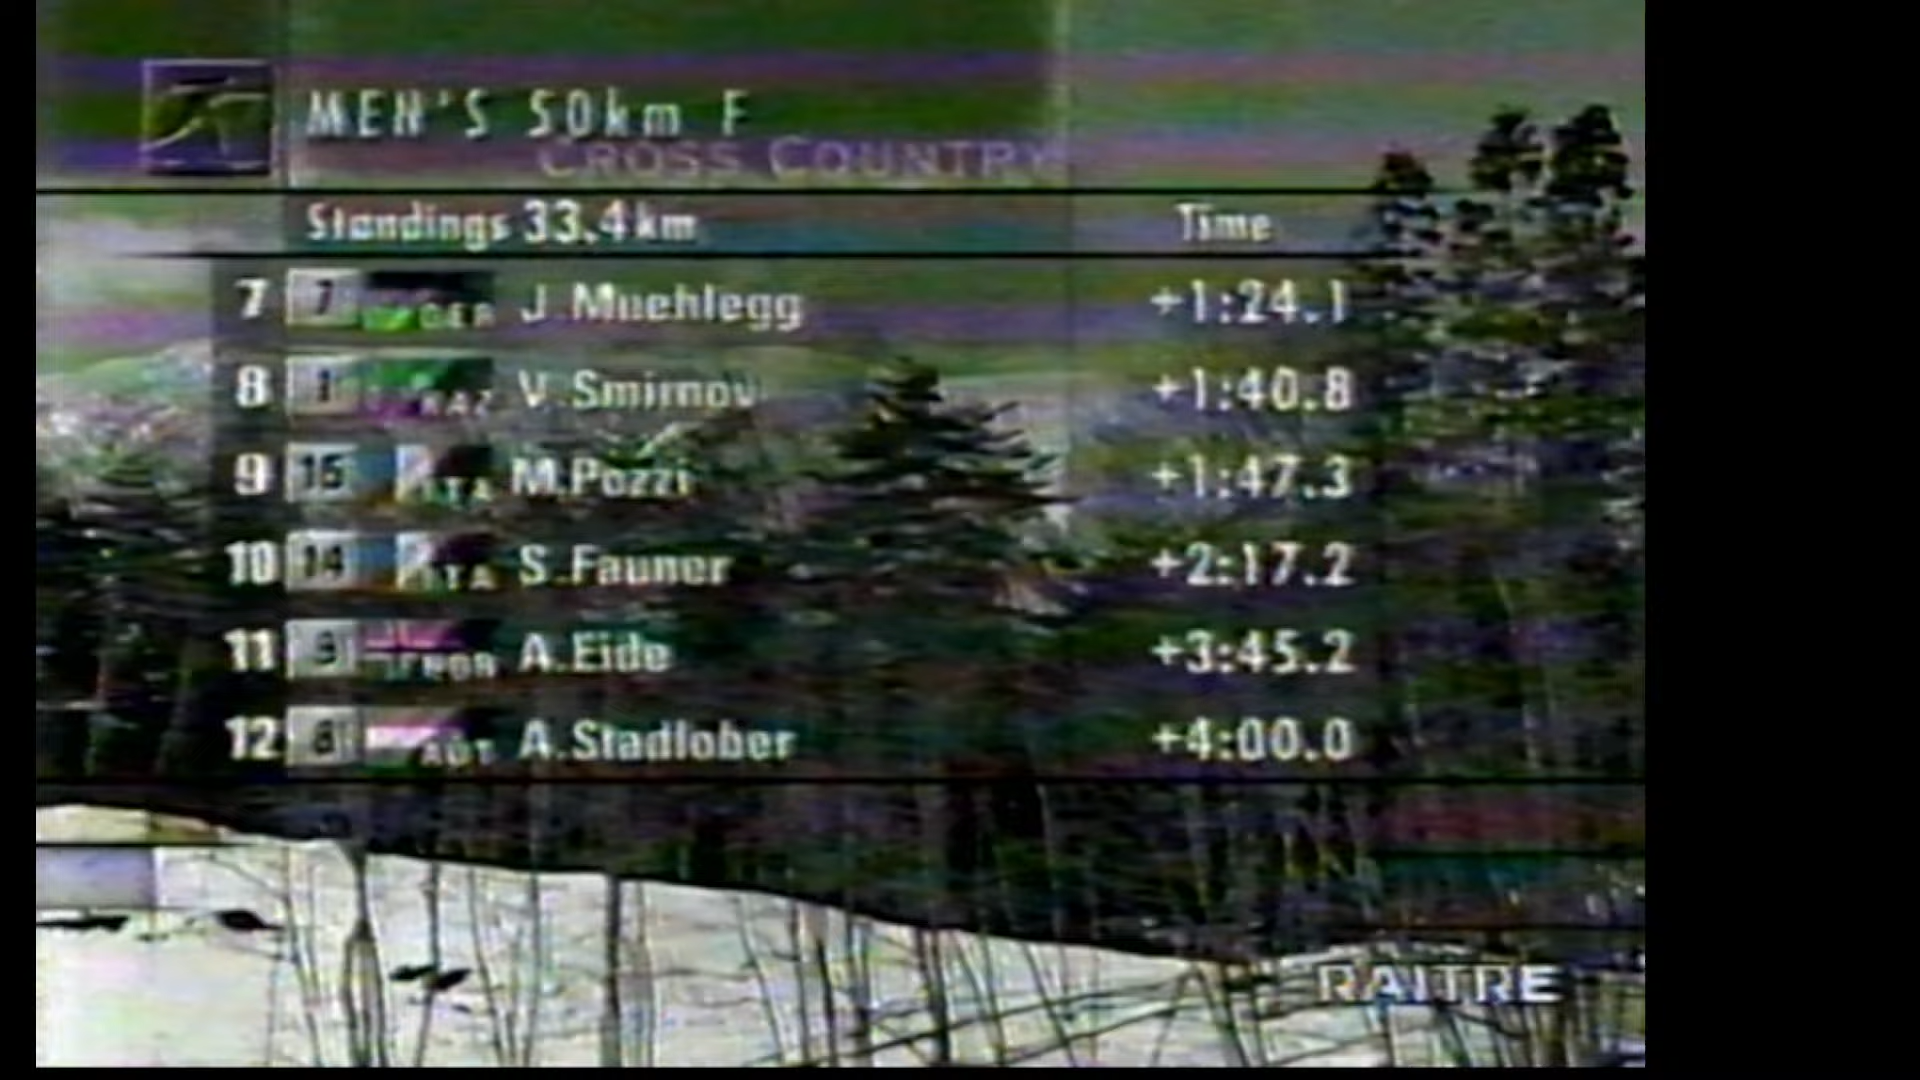 MEN'S 50km F
CROSS COUNTRY
Standings 33.4km Time
7 7 GER J.Muehlegg +1:24.1
8 1 KAZ V.Smirnov +1:40.8
9 15 ITA M.Pozzi +1:47.3
10 14 ITA S.Fauner +2:17.2
11 9 NOR A.Eide +3:45.2
12 8 AUT A.Stadlober +4:00.0
RAITRE